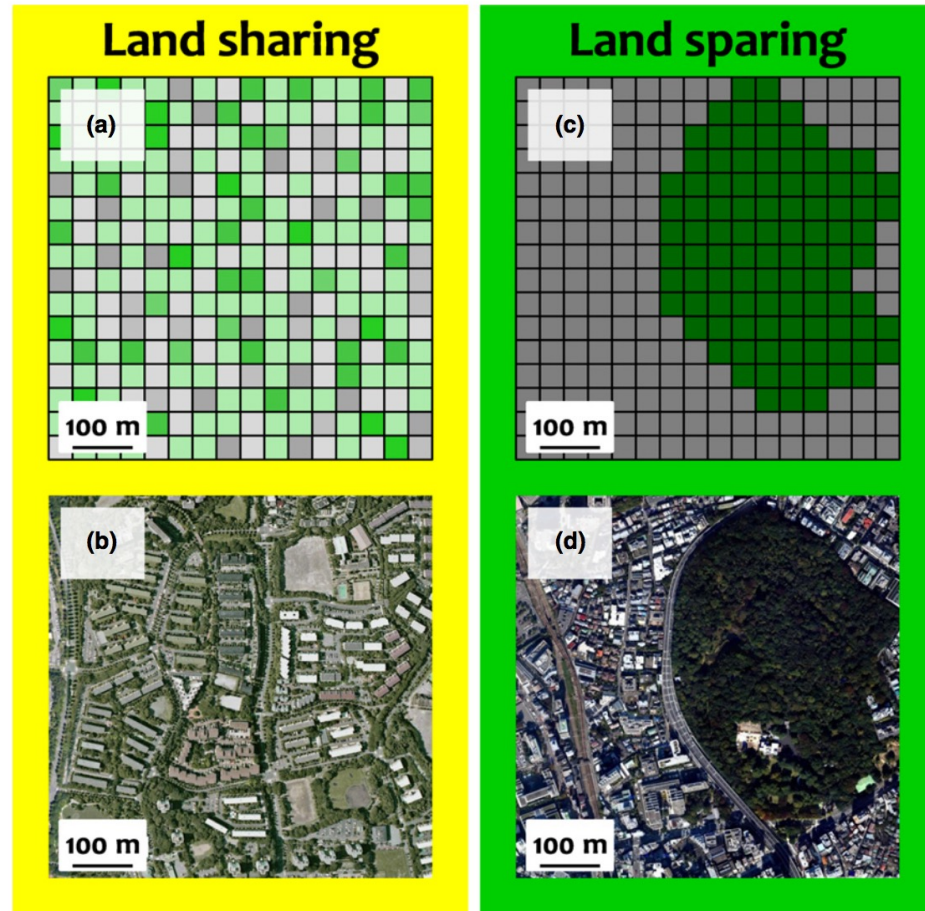 Land sharing
(a)
100 m
(b)
100 m
Land sparing
(c)
100 m
(d)
100 m